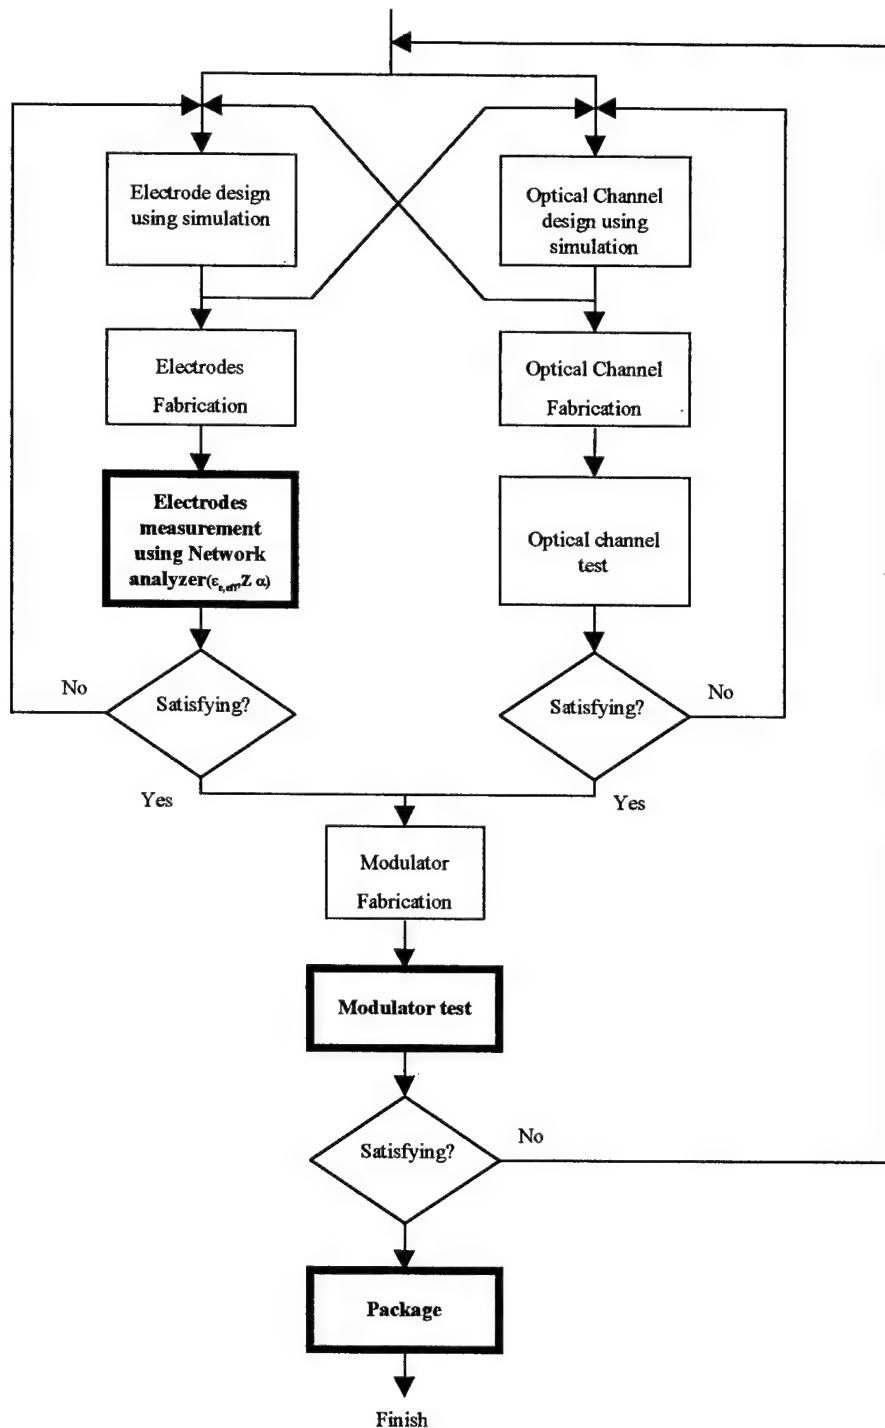 Electrode design
using simulation
Optical Channel
design using
simulation
Electrodes
Fabrication
Optical Channel
Fabrication
Electrodes
measurement
using Network
analyzer(εe,eff,Z α)
Optical channel
test
No
Satisfying?
Satisfying?
No
Yes
Yes
Modulator
Fabrication
Modulator test
Satisfying?
No
Package
Finish